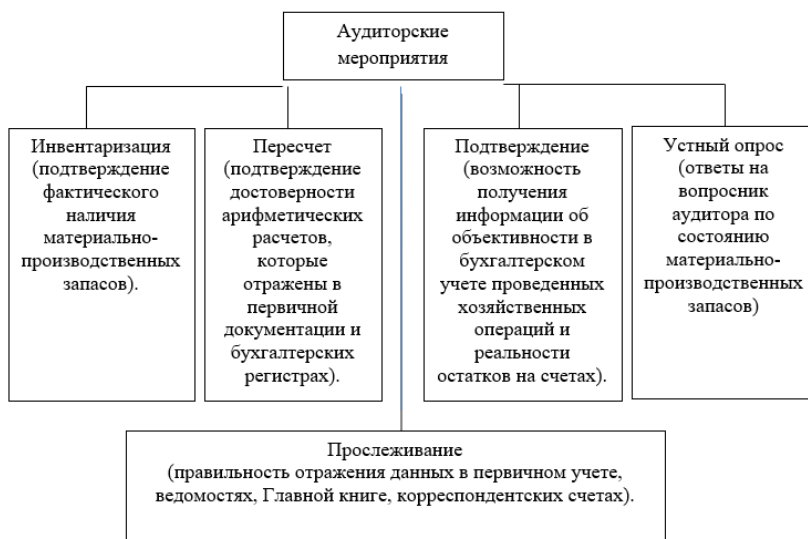 Аудиторские
мероприятия
Инвентаризация
(подтверждение
фактического
наличия
материально-
производственных
запасов).
Пересчет
(подтверждение
достоверности
арифметических
расчетов,
которые
отражены в
первичной
документации и
бухгалтерских
регистрах).
Подтверждение
(возможность
получения
информации об
объективности в
бухгалтерском
учете проведенных
хозяйственных
операций и
реальности
остатков на счетах).
Устный опрос
(ответы на
вопросник
аудитора по
состоянию
материально-
производственных
запасов)
Прослеживание
(правильность отражения данных в первичном учете,
ведомостях, Главной книге, корреспондентских счетах).